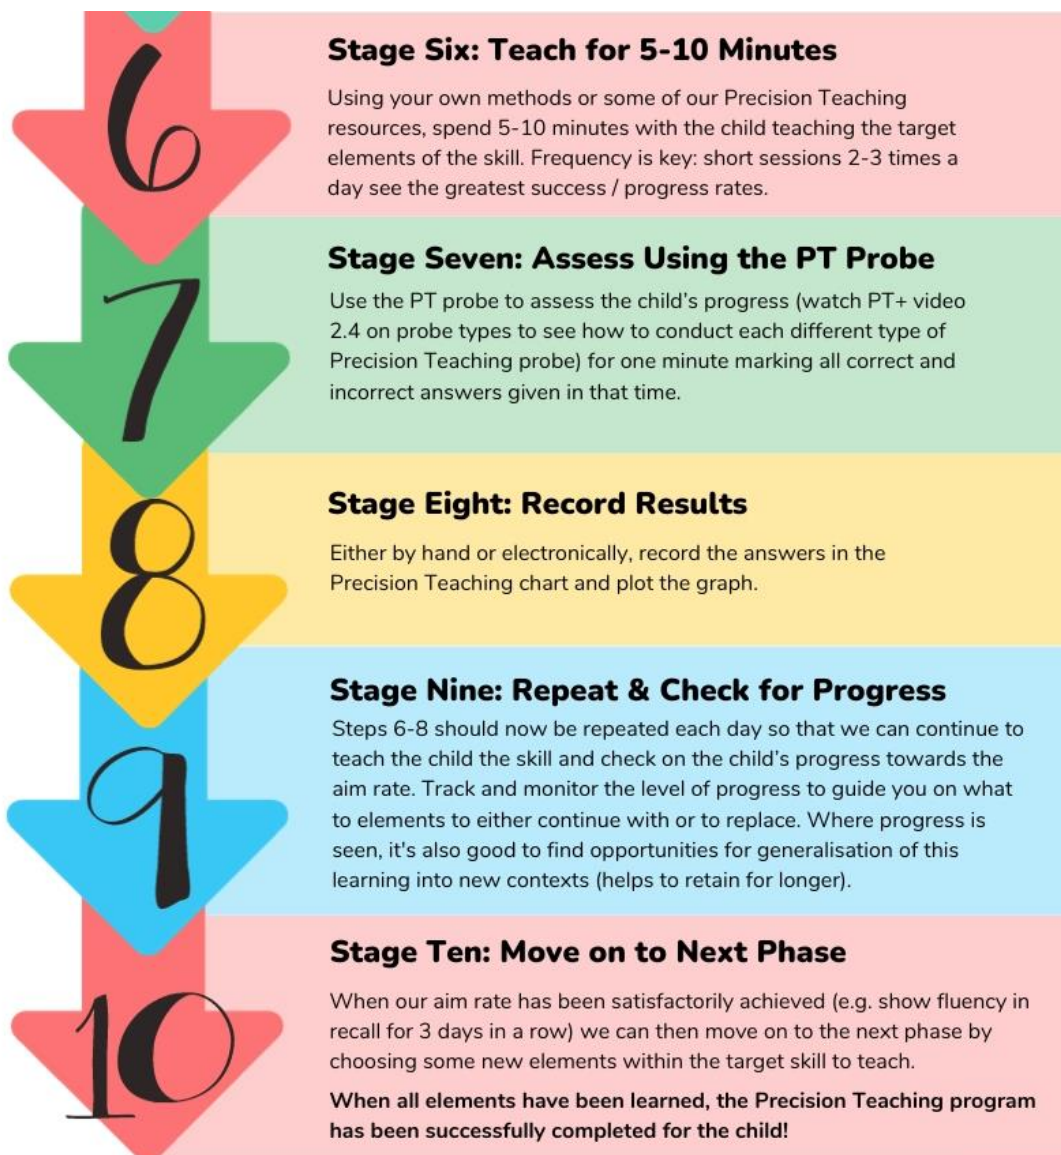 6
Stage Six: Teach for 5-10 Minutes
Using your own methods or some of our Precision Teaching
resources, spend 5-10 minutes with the child teaching the target
elements of the skill. Frequency is key: short sessions 2-3 times a
day see the greatest success / progress rates.
7
Stage Seven: Assess Using the PT Probe
Use the PT probe to assess the child's progress (watch PT+ video
2.4 on probe types to see how to conduct each different type of
Precision Teaching probe) for one minute marking all correct and
incorrect answers given in that time.
8
Stage Eight: Record Results
Either by hand or electronically, record the answers in the
Precision Teaching chart and plot the graph.
9
Stage Nine: Repeat & Check for Progress
Steps 6-8 should now be repeated each day so that we can continue to
teach the child the skill and check on the child's progress towards the
aim rate. Track and monitor the level of progress to guide you on what
to elements to either continue with or to replace. Where progress is
seen, it's also good to find opportunities for generalisation of this
learning into new contexts (helps to retain for longer).
10
Stage Ten: Move on to Next Phase
When our aim rate has been satisfactorily achieved (e.g. show fluency in
recall for 3 days in a row) we can then move on to the next phase by
choosing some new elements within the target skill to teach.
When all elements have been learned, the Precision Teaching program
has been successfully completed for the child!